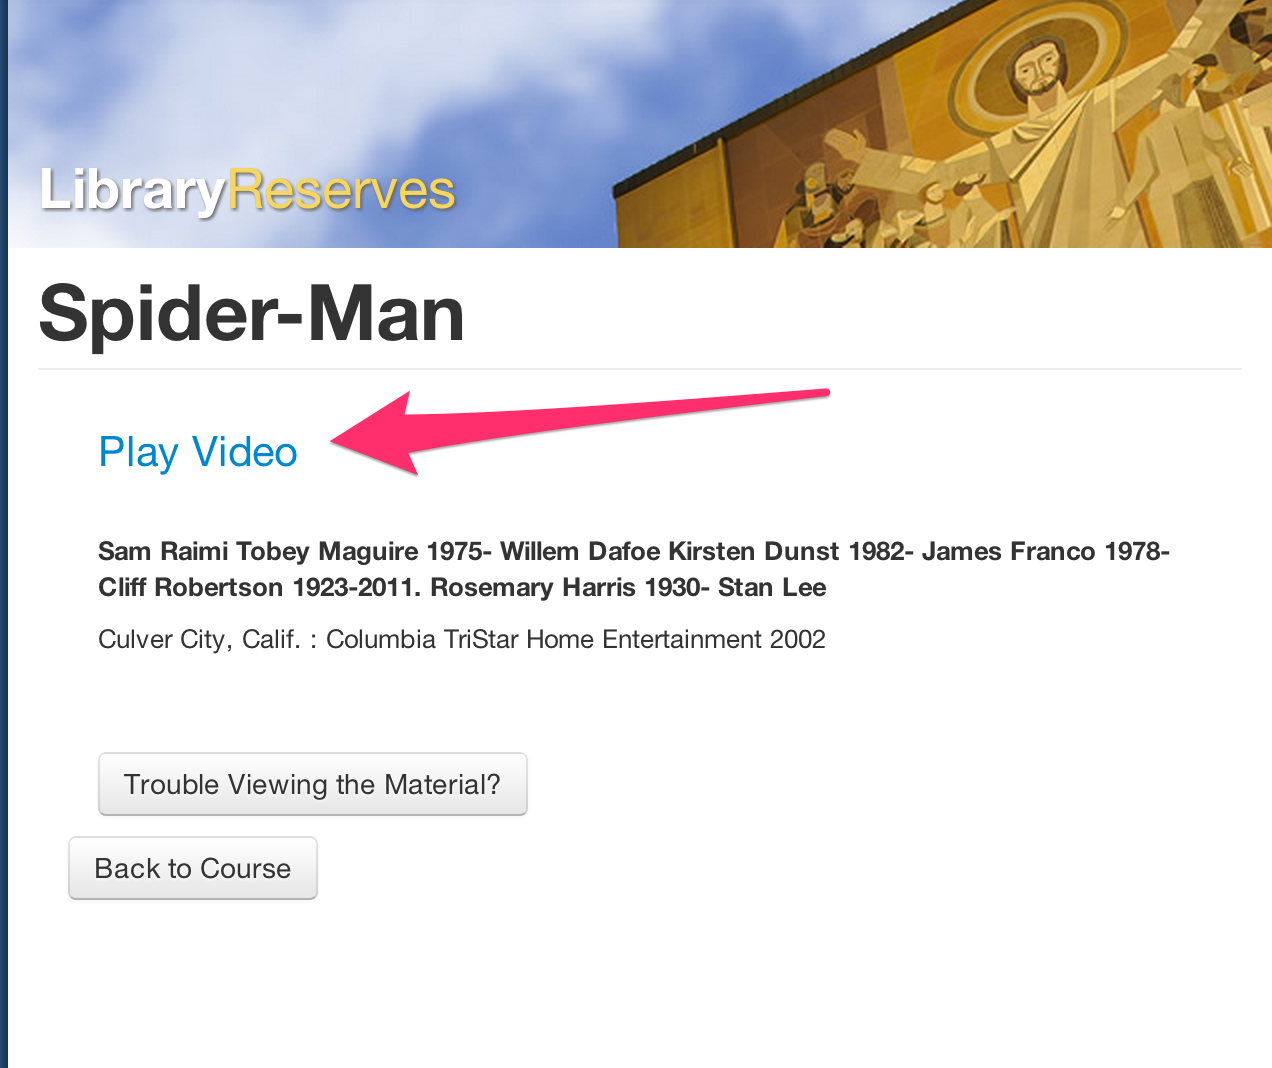 LibraryReserves
Spider-Man
Play Video
Sam Raimi Tobey Maguire 1975- Willem Dafoe Kirsten Dunst 1982- James Franco 1978-
Cliff Robertson 1923-2011. Rosemary Harris 1930- Stan Lee
Culver City, Calif. : Columbia TriStar Home Entertainment 2002
Trouble Viewing the Material?
Back to Course